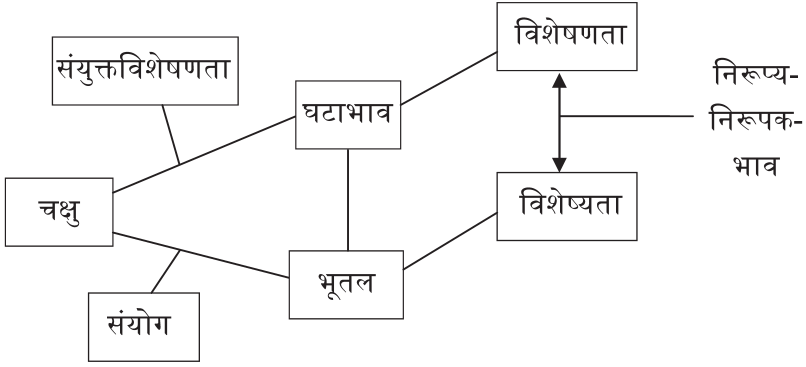 विशेषणता
संयुक्तविशेषणता
निरूप्य-
निरूपक-
भाव
घटाभाव
चक्षु
विशेष्यता
भूतल
संयोग